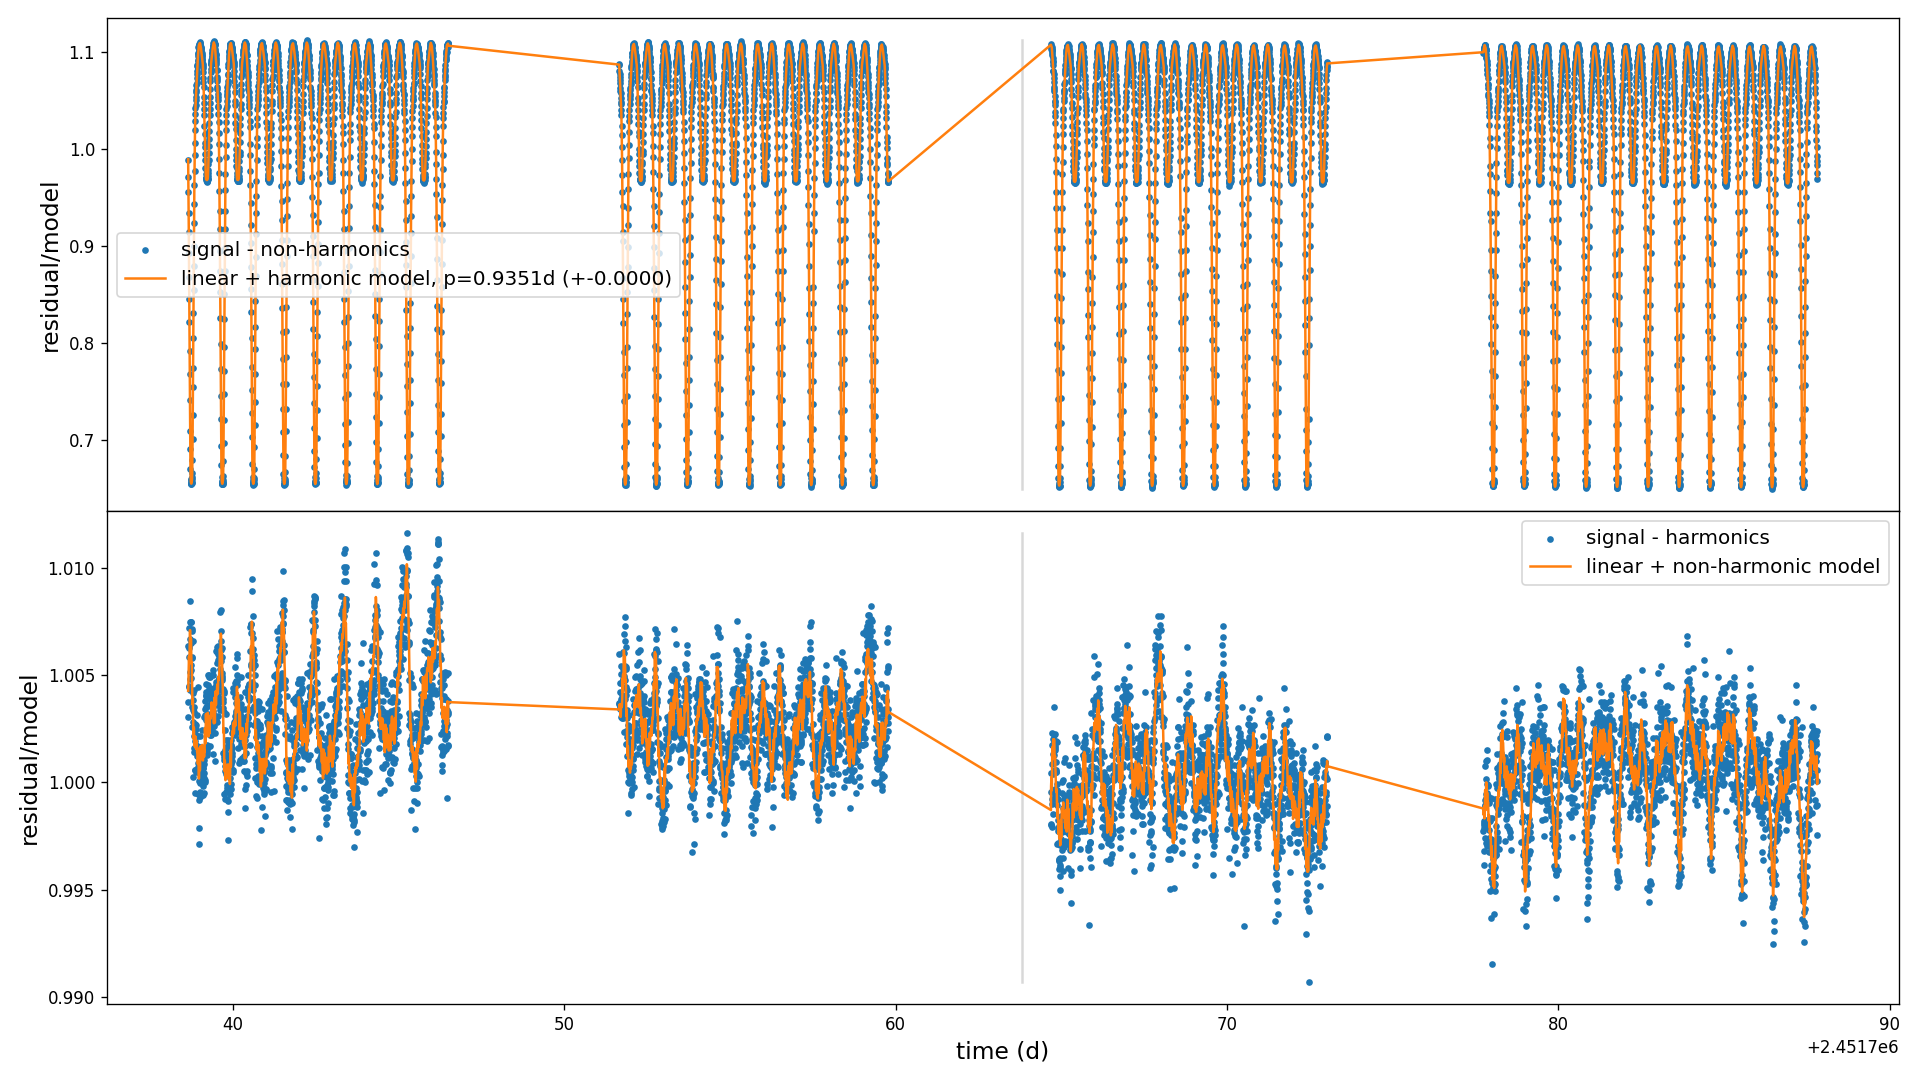 1.1
1.0
0.9
0.8
0.7
residual/model
signal - non-harmonics
linear + harmonic model, p=0.9351d (+-0.0000)
1.010
1.005
1.000
0.995
0.990
residual/model
signal - harmonics
linear + non-harmonic model
40 50 60 70 80 90
time (d)
+2.4517e6